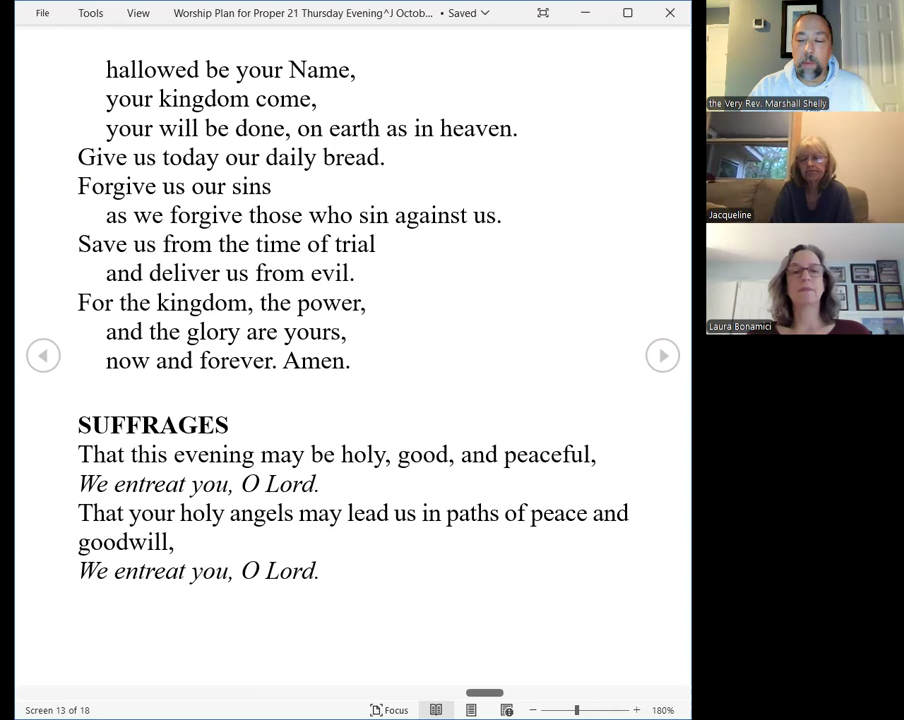 File
Tools
View
Worship Plan for Proper 21 Thursday Evening^J Octob... • Saved
hallowed be your Name,
your kingdom come,
your will be done, on earth as in heaven.
Give us today our daily bread.
Forgive us our sins
as we forgive those who sin against us.
Save us from the time of trial
and deliver us from evil.
For the kingdom, the power,
and the glory are yours,
now and forever. Amen.
SUFFRAGES
That this evening may be holy, good, and peaceful,
We entreat you, O Lord.
That your holy angels may lead us in paths of peace and
goodwill,
We entreat you, O Lord.
Screen 13 of 18
Focus
180%
the Very Rev. Marshall Shelly
Jacqueline
Laura Bonamici